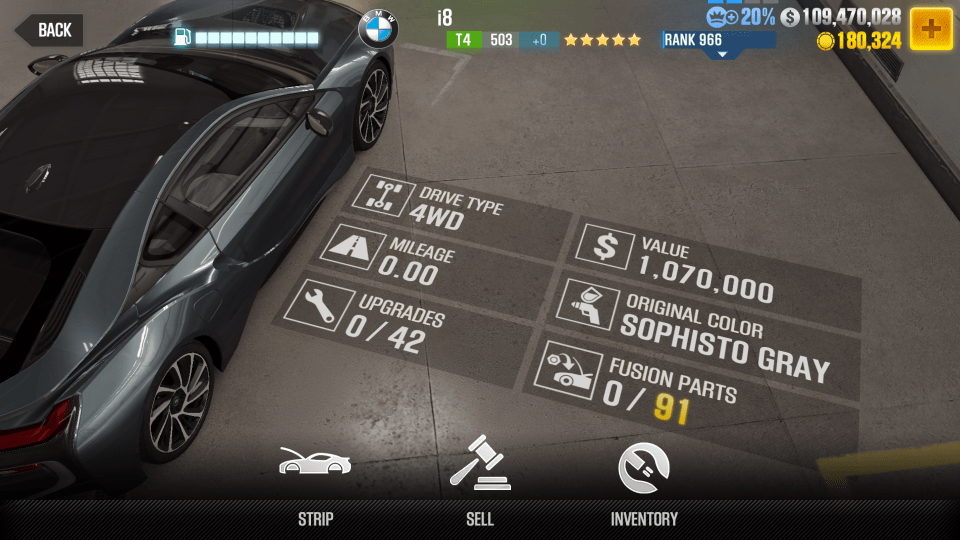 BACK
BMW
i8
T4 503 +0
20%
$ 109,470,028
RANK 966
180,324
DRIVE TYPE
4WD
MILEAGE
0.00
UPGRADES
0 / 42
$ VALUE
1,070,000
ORIGINAL COLOR
SOPHISTO GRAY
FUSION PARTS
0 / 91
STRIP
SELL
INVENTORY